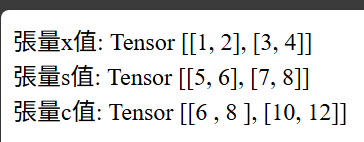 張量x值: Tensor [[1, 2], [3, 4]]
張量s值: Tensor [[5, 6], [7, 8]]
張量c值: Tensor [[6 , 8 ], [10, 12]]